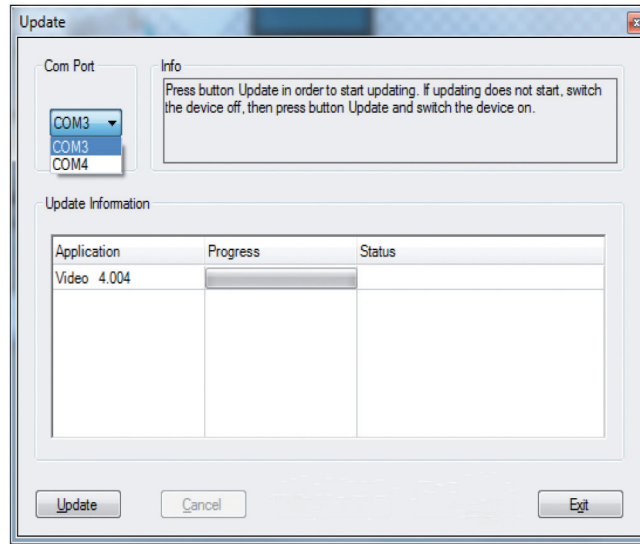 Update
Com Port
Info
Press button Update in order to start updating. If updating does not start, switch
the device off, then press button Update and switch the device on.
COM3
COM3
COM4
Update Information
Application Progress Status
Video 4.004
Update Cancel Exit